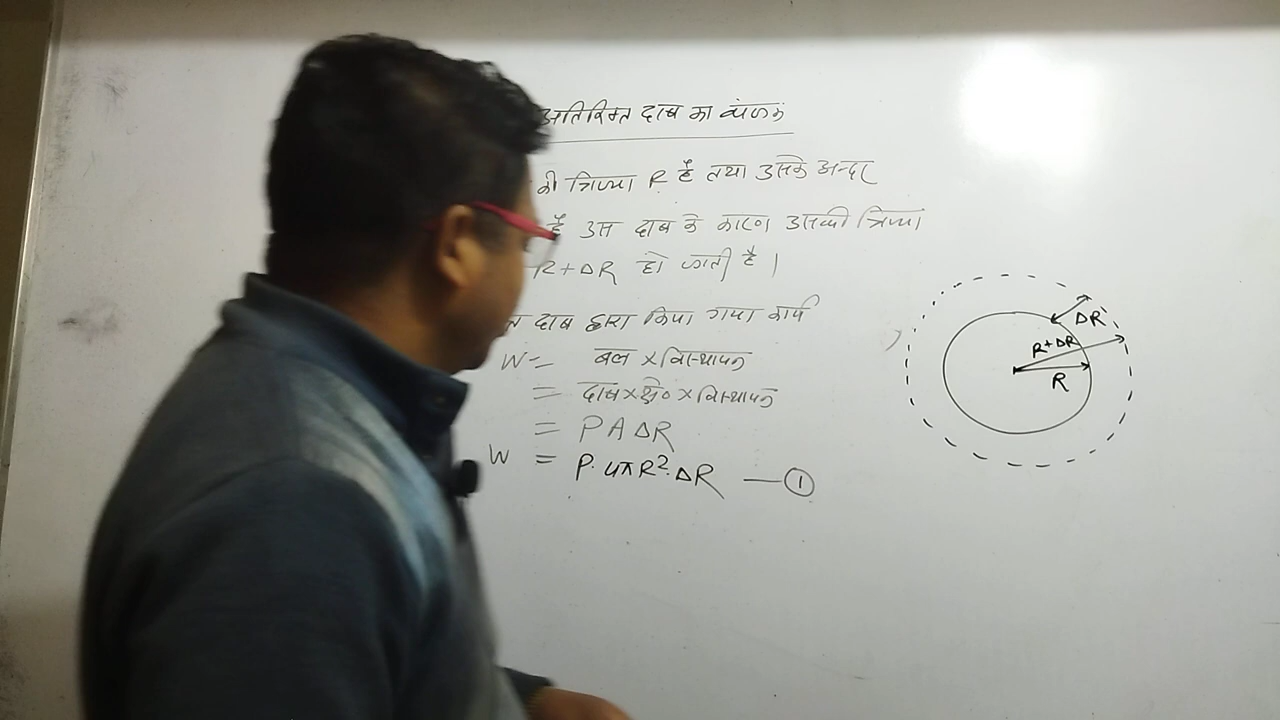 अतिरिक्त दाब का व्यंजक
की त्रिज्या R है तथा उसके अन्दर
है उस दाब के कारण उसकी त्रिज्या
R+ΔR हो जाती है।
दाब द्वारा किया गया कार्य
W= बल × विस्थापन
= दाब × क्षे० × विस्थापन
= PAΔR
W = P. 4πR². ΔR — ①
ΔR
R+ΔR
R